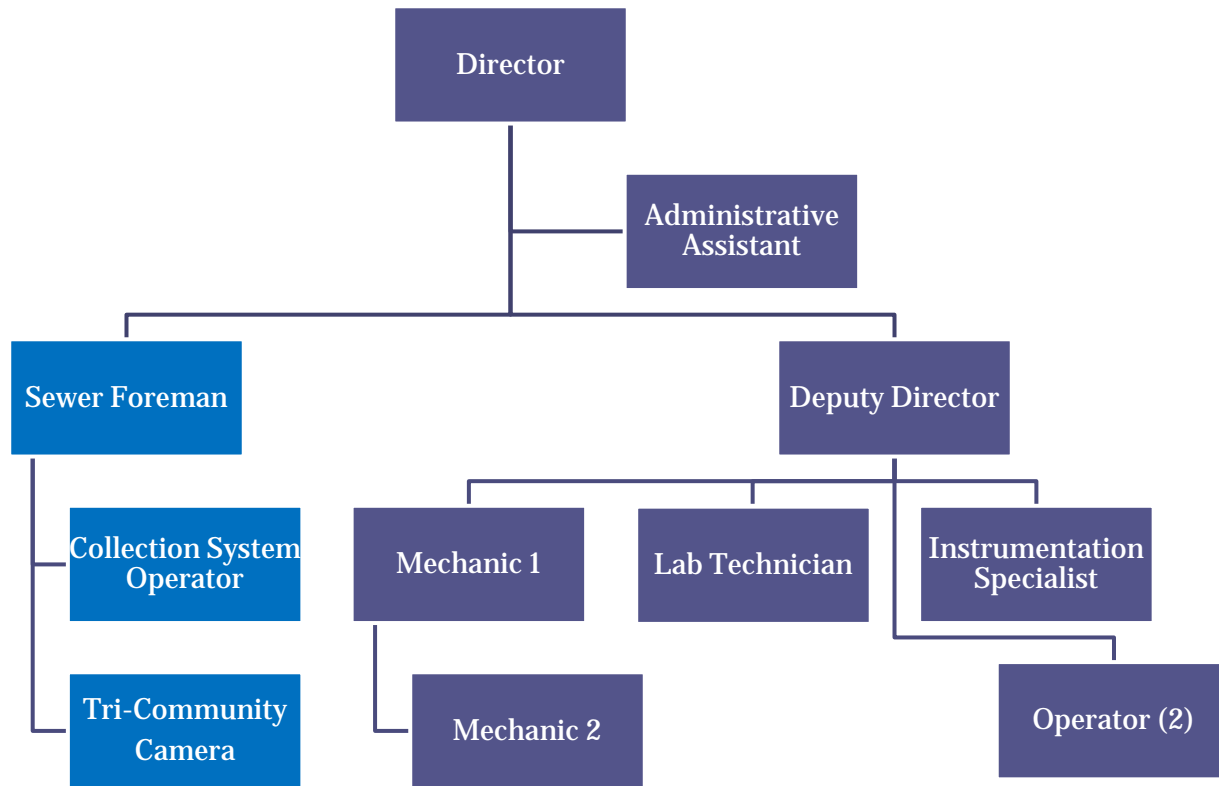 Director
Administrative
Assistant
Sewer Foreman
Deputy Director
Collection System
Operator
Mechanic 1
Lab Technician
Instrumentation
Specialist
Tri-Community
Camera
Mechanic 2
Operator (2)